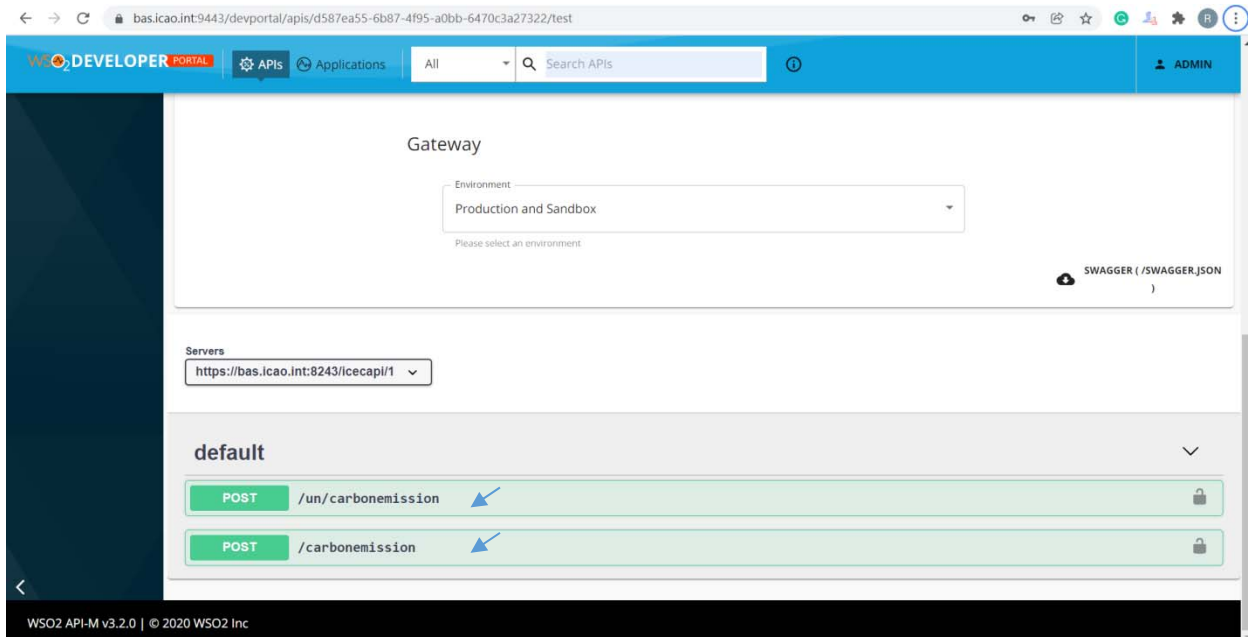 bas.icao.int:9443/devportal/apis/d587ea55-6b87-4f95-a0bb-6470c3a27322/test
R
WSO2 DEVELOPER PORTAL
APIs
Applications
All
Search APIs
ADMIN
Gateway
Environment
Production and Sandbox
Please select an environment
SWAGGER ( /SWAGGER.JSON
)
Servers
https://bas.icao.int:8243/icecapi/1
default
POST /un/carbonemission
POST /carbonemission
WSO2 API-M v3.2.0 | © 2020 WSO2 Inc